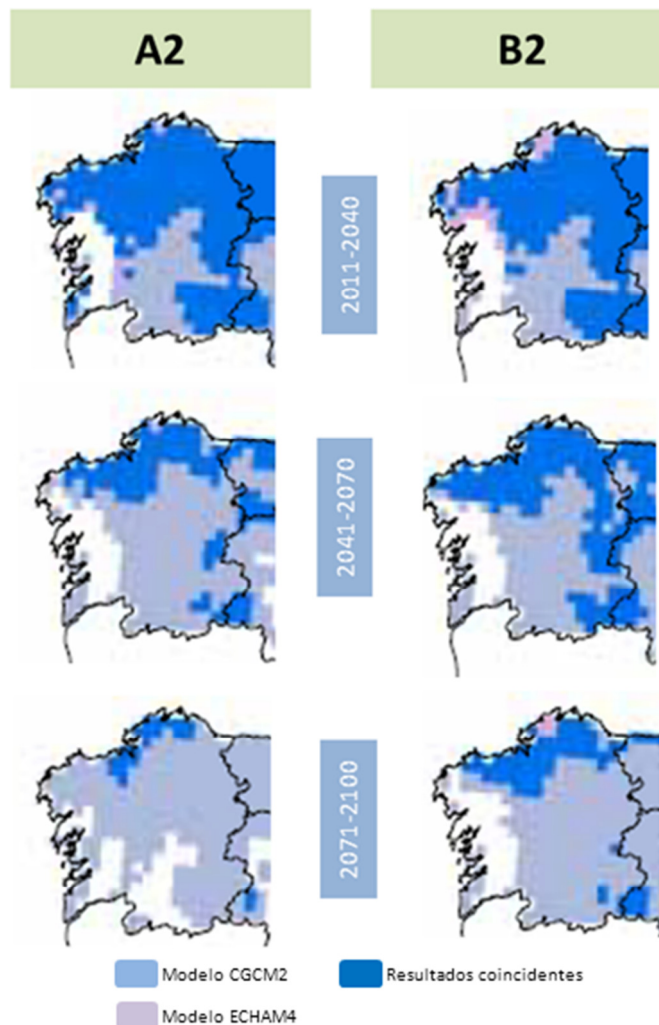 A2
B2
2011-2040
2041-2070
2071-2100
Modelo CGCM2
Resultados coincidentes
Modelo ECHAM4